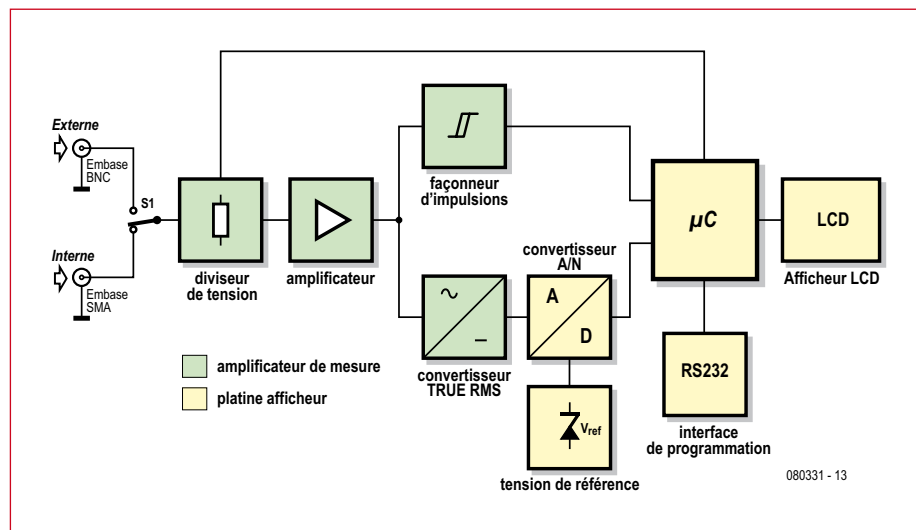 Externe
Embase
BNC
S1
Interne
Embase
SMA
diviseur
de tension
amplificateur
façonneur
d'impulsions
convertisseur
TRUE RMS
convertisseur
A/N
A
D
Vref
tension de référence
µC
LCD
Afficheur LCD
RS232
interface
de programmation
amplificateur de mesure
platine afficheur
080331 - 13